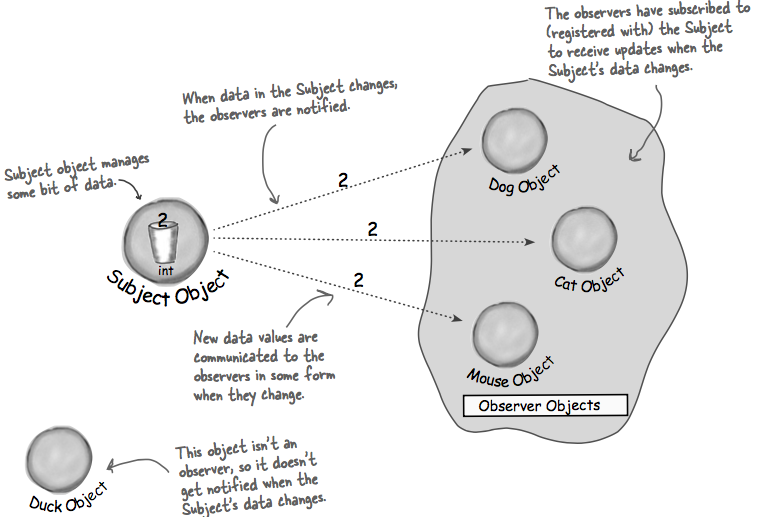 The observers have subscribed to
(registered with) the Subject
to receive updates when the
Subject's data changes.
When data in the Subject changes,
the observers are notified.
Subject object manages
some bit of data.
2
int
Subject Object
2
2
2
Dog Object
Cat Object
Mouse Object
Observer Objects
New data values are
communicated to the
observers in some form
when they change.
Duck Object
This object isn't an
observer, so it doesn't
get notified when the
Subject's data changes.